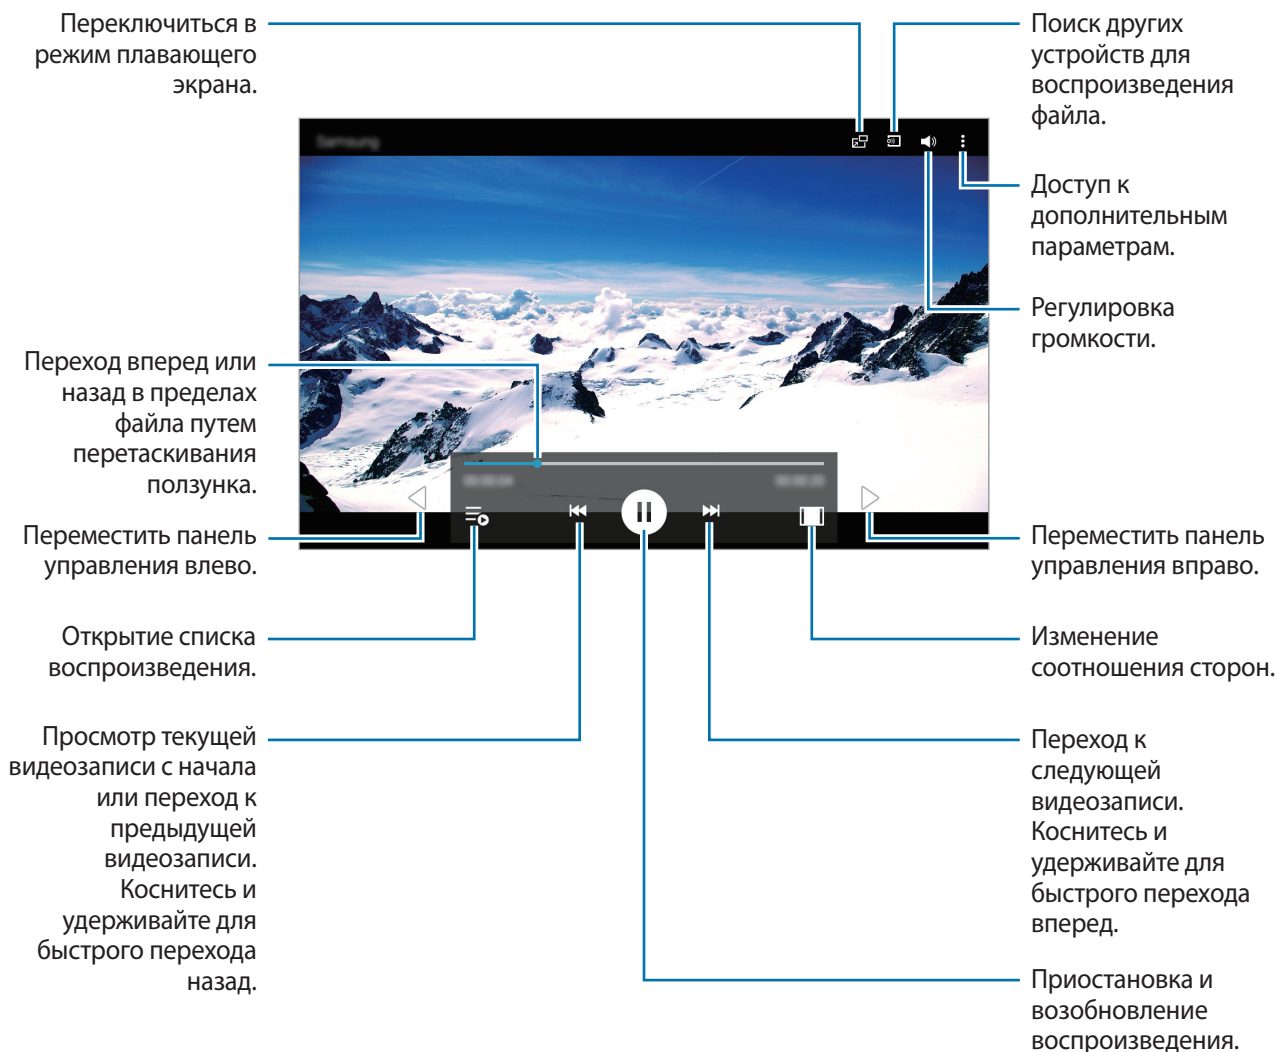 Переключиться в
режим плавающего
экрана.
Поиск других
устройств для
воспроизведения
файла.
Samsung
Доступ к
дополнительным
параметрам.
Регулировка
громкости.
Переход вперед или
назад в пределах
файла путем
перетаскивания
ползунка.
Переместить панель
управления влево.
Переместить панель
управления вправо.
Открытие списка
воспроизведения.
Изменение
соотношения сторон.
Просмотр текущей
видеозаписи с начала
или переход к
предыдущей
видеозаписи.
Коснитесь и
удерживайте для
быстрого перехода
назад.
Переход к
следующей
видеозаписи.
Коснитесь и
удерживайте для
быстрого перехода
вперед.
Приостановка и
возобновление
воспроизведения.